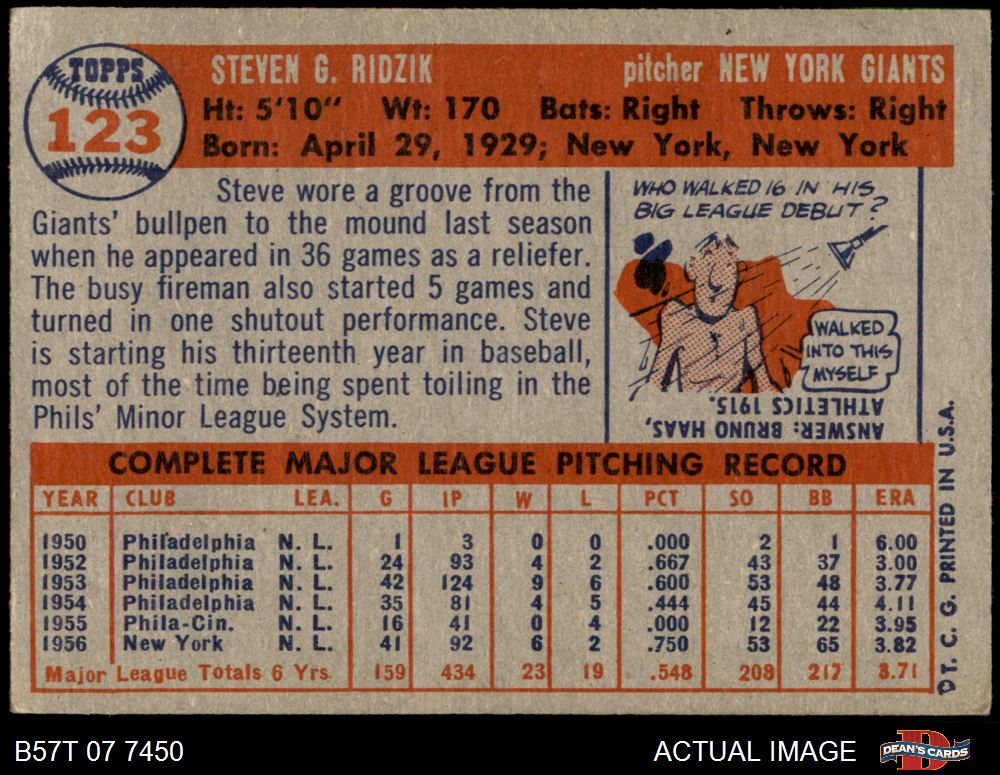 TOPPS
123
STEVEN G. RIDZIK
pitcher NEW YORK GIANTS
Ht: 5'10" Wt: 170 Bats: Right Throws: Right
Born: April 29, 1929; New York, New York
Steve wore a groove from the
Giants' bullpen to the mound last season
when he appeared in 36 games as a reliefer.
The busy fireman also started 5 games and
turned in one shutout performance. Steve
is starting his thirteenth year in baseball,
most of the time being spent toiling in the
Phils' Minor League System.
WHO WALKED 16 IN HIS
BIG LEAGUE DEBUT?
WALKED
INTO THIS
MYSELF
ANSWER: BRUNO HAAS,
ATHLETICS 1915.
COMPLETE MAJOR LEAGUE PITCHING RECORD
YEAR CLUB LEA. G IP W L PCT SO BB ERA
1950 Philadelphia N. L. 1 3 0 0 .000 2 1 6.00
1952 Philadelphia N. L. 24 93 4 2 .667 43 37 3.00
1953 Philadelphia N. L. 42 124 9 6 .600 53 48 3.77
1954 Philadelphia N. L. 35 81 4 5 .444 45 44 4.11
1955 Phila-Cin. N. L. 16 41 0 4 .000 12 22 3.95
1956 New York N. L. 41 92 6 2 .750 53 65 3.82
Major League Totals 6 Yrs. 159 434 23 19 .548 208 217 3.71
©T. C. G. PRINTED IN U.S.A.
B57T 07 7450
ACTUAL IMAGE
D
DEAN'S CARDS